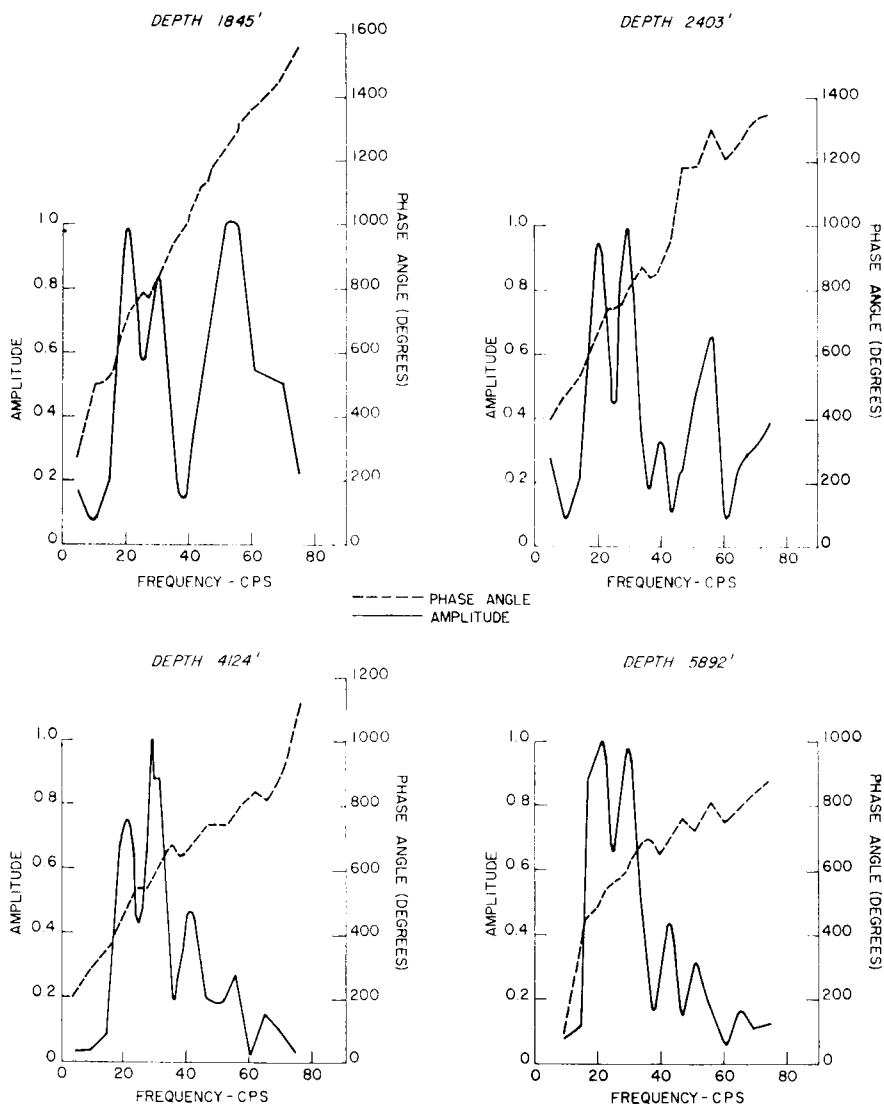 DEPTH 1845'
1600
1400
1200
1000
800
600
400
200
0
PHASE ANGLE (DEGREES)
1.0
0.8
0.6
0.4
0.2
0
AMPLITUDE
0 20 40 60 80
FREQUENCY - CPS
DEPTH 2403'
1400
1200
1000
800
600
400
200
0
PHASE ANGLE (DEGREES)
1.0
0.8
0.6
0.4
0.2
0
AMPLITUDE
0 20 40 60 80
FREQUENCY - CPS
PHASE ANGLE
AMPLITUDE
DEPTH 4124'
1200
1000
800
600
400
200
0
PHASE ANGLE (DEGREES)
1.0
0.8
0.6
0.4
0.2
0
AMPLITUDE
0 20 40 60 80
FREQUENCY - CPS
DEPTH 5892'
1000
800
600
400
200
0
PHASE ANGLE (DEGREES)
1.0
0.8
0.6
0.4
0.2
0
AMPLITUDE
0 20 40 60 80
FREQUENCY - CPS